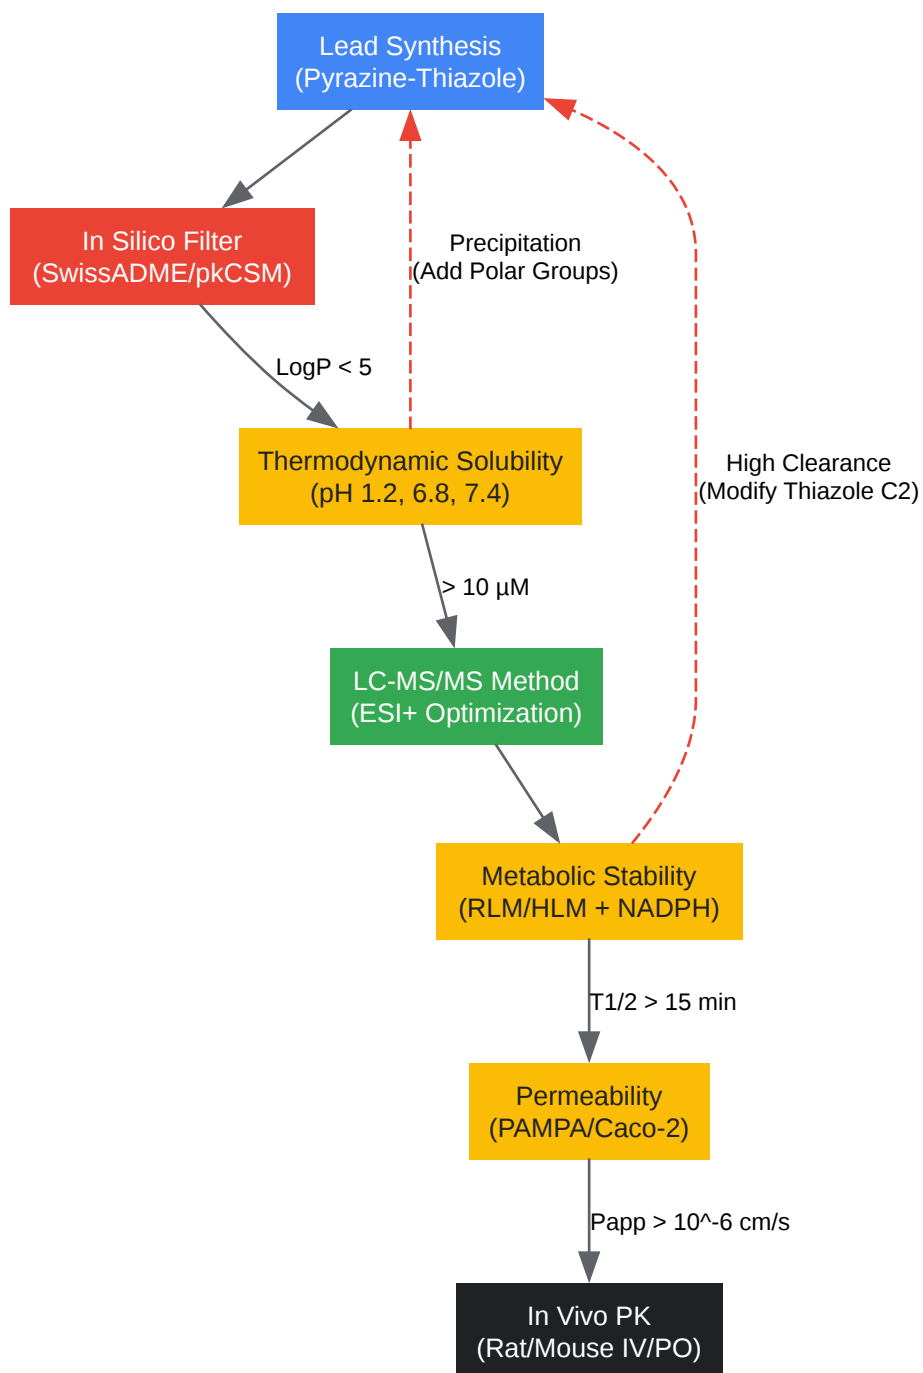 Lead Synthesis
(Pyrazine-Thiazole)
In Silico Filter
(SwissADME/pkCSM)
Precipitation
(Add Polar Groups)
LogP < 5
Thermodynamic Solubility
(pH 1.2, 6.8, 7.4)
High Clearance
(Modify Thiazole C2)
> 10 µM
LC-MS/MS Method
(ESI+ Optimization)
Metabolic Stability
(RLM/HLM + NADPH)
T1/2 > 15 min
Permeability
(PAMPA/Caco-2)
Papp > 10^-6 cm/s
In Vivo PK
(Rat/Mouse IV/PO)